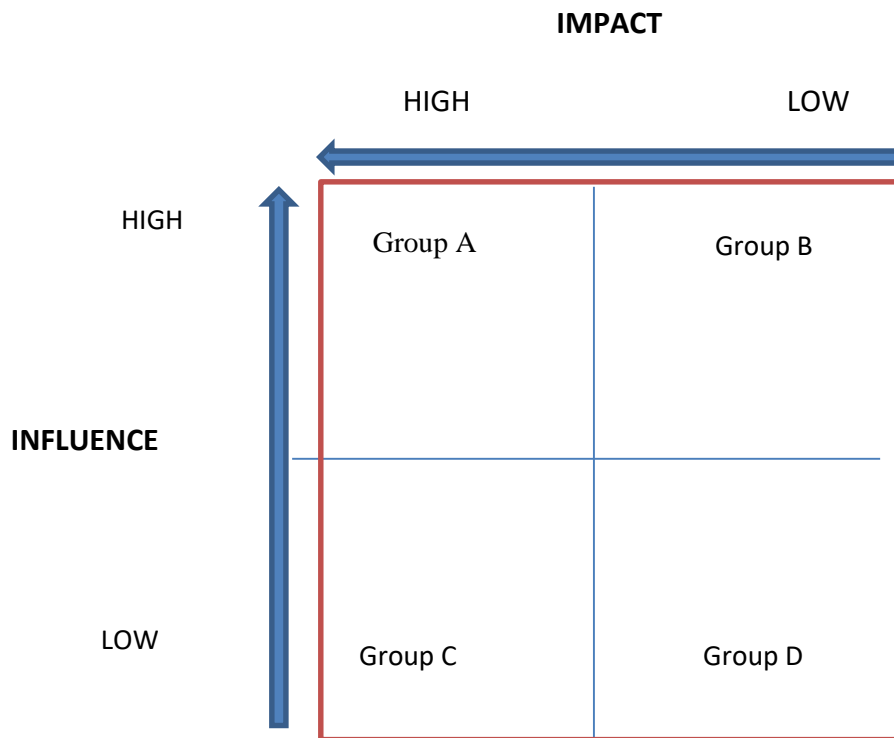 IMPACT
HIGH LOW
HIGH
Group A Group B
INFLUENCE
LOW
Group C Group D